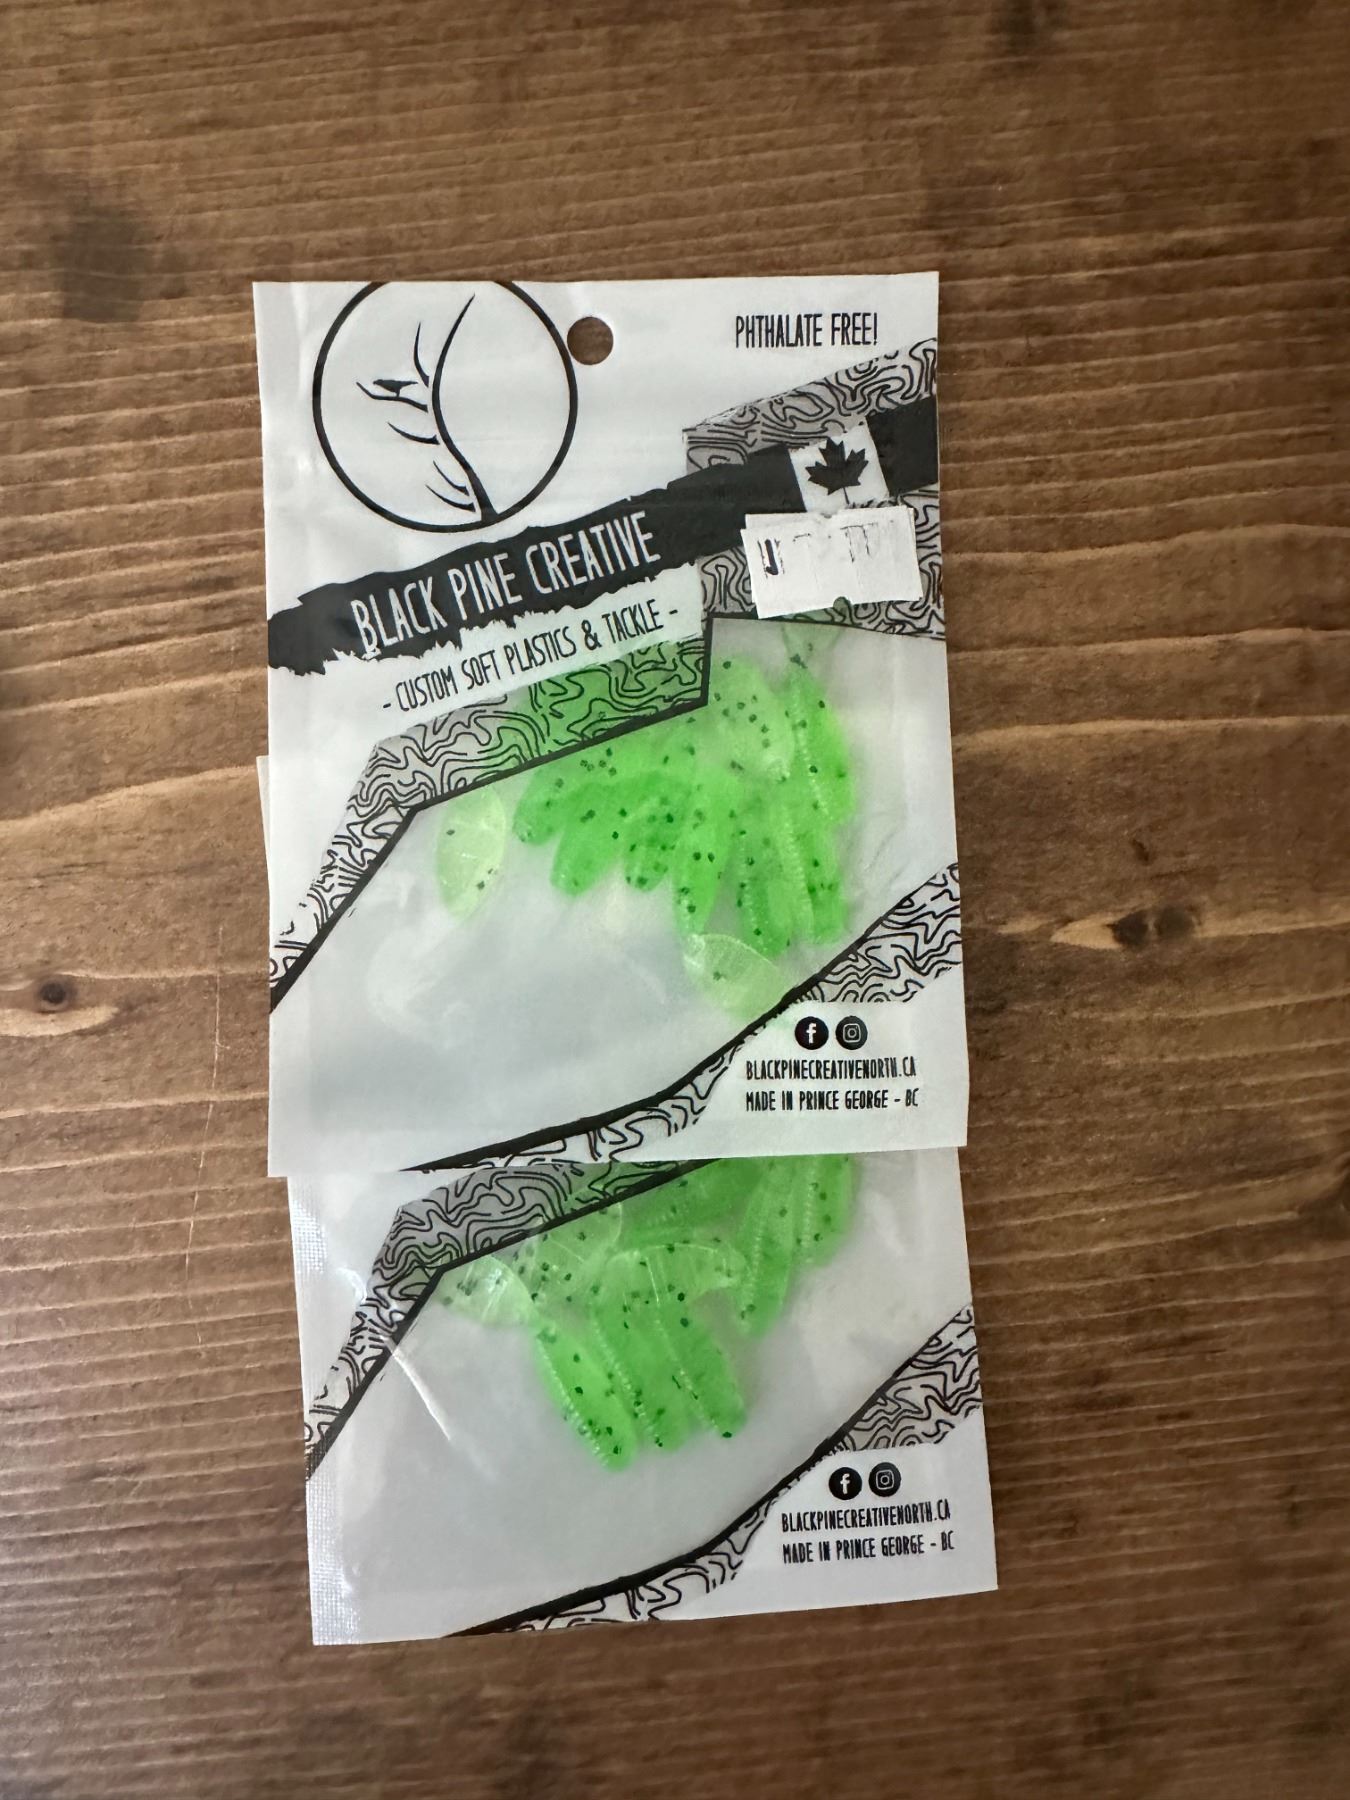 PHTHALATE FREE!
BLACK PINE CREATIVE
- CUSTOM SOFT PLASTICS & TACKLE -
BLACKPINECREATIVENORTH.CA
MADE IN PRINCE GEORGE - BC
BLACKPINECREATIVENORTH.CA
MADE IN PRINCE GEORGE - BC